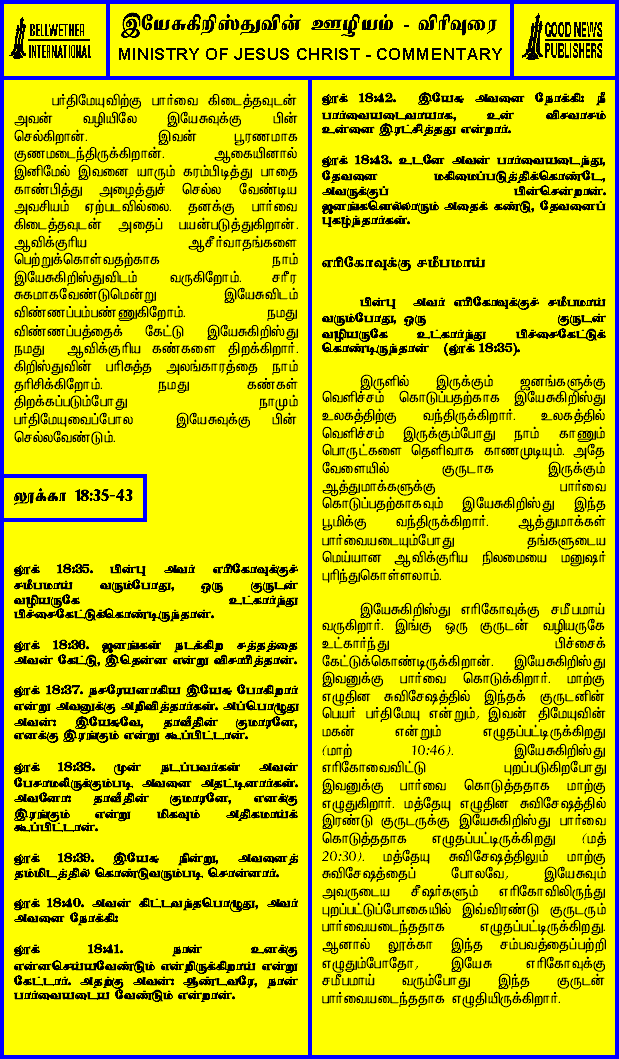 BELLWETHER
INTERNATIONAL
இயேசுகிறிஸ்துவின் ஊழியம் - விரிவுரை
MINISTRY OF JESUS CHRIST - COMMENTARY
GOOD NEWS
PUBLISHERS
பர்திமேயுவிற்கு பார்வை கிடைத்தவுடன்
அவன் வழியிலே இயேசுவுக்கு பின்
செல்கிறான். இவன் பூரணமாக
குணமடைந்திருக்கிறான். ஆகையினால்
இனிமேல் இவனை யாரும் கரம்பிடித்து பாதை
காண்பித்து அழைத்துச் செல்ல வேண்டிய
அவசியம் ஏற்படவில்லை. தனக்கு பார்வை
கிடைத்தவுடன் அதைப் பயன்படுத்துகிறான்.
ஆவிக்குரிய ஆசீர்வாதங்களை
பெற்றுக்கொள்வதற்காக நாம்
இயேசுகிறிஸ்துவிடம் வருகிறோம். சரீர
சுகமாகவேண்டுமென்று இயேசுவிடம்
விண்ணப்பம்பண்ணுகிறோம். நமது
விண்ணப்பத்தைக் கேட்டு இயேசுகிறிஸ்து
நமது ஆவிக்குரிய கண்களை திறக்கிறார்.
கிறிஸ்துவின் பரிசுத்த அலங்காரத்தை நாம்
தரிசிக்கிறோம். நமது கண்கள்
திறக்கப்படும்போது நாமும்
பர்திமேயுவைப்போல இயேசுவுக்கு பின்
செல்லவேண்டும்.
லூக்கா 18:35-43
லூக் 18:35. பின்பு அவர் எரிகோவுக்குச்
சமீபமாய் வரும்போது, ஒரு குருடன்
வழியருகே உட்கார்ந்து
பிச்சைகேட்டுக்கொண்டிருந்தான்.
லூக் 18:36. ஜனங்கள் நடக்கிற சத்தத்தை
அவன் கேட்டு, இதென்ன என்று விசாரித்தான்.
லூக் 18:37. நசரேயனாகிய இயேசு போகிறார்
என்று அவனுக்கு அறிவித்தார்கள். அப்பொழுது
அவன்: இயேசுவே, தாவீதின் குமாரனே,
எனக்கு இரங்கும் என்று கூப்பிட்டான்.
லூக் 18:38. முன் நடப்பவர்கள் அவன்
பேசாமலிருக்கும்படி அவனை அதட்டினார்கள்.
அவனோ: தாவீதின் குமாரனே, எனக்கு
இரங்கும் என்று மிகவும் அதிகமாய்க்
கூப்பிட்டான்.
லூக் 18:39. இயேசு நின்று, அவனைத்
தம்மிடத்தில் கொண்டுவரும்படி சொன்னார்.
லூக் 18:40. அவன் கிட்டவந்தபொழுது, அவர்
அவனை நோக்கி:
லூக் 18:41. நான் உனக்கு
என்னசெய்யவேண்டும் என்றிருக்கிறாய் என்று
கேட்டார். அதற்கு அவன்: ஆண்டவரே, நான்
பார்வையடைய வேண்டும் என்றான்.
லூக் 18:42. இயேசு அவனை நோக்கி: நீ
பார்வையடைவாயாக, உன் விசுவாசம்
உன்னை இரட்சித்தது என்றார்.
லூக் 18:43. உடனே அவன் பார்வையடைந்து,
தேவனை மகிமைப்படுத்திக்கொண்டே,
அவருக்குப் பின்சென்றான்.
ஜனங்களெல்லாரும் அதைக் கண்டு, தேவனைப்
புகழ்ந்தார்கள்.
எரிகோவுக்கு சமீபமாய்
பின்பு அவர் எரிகோவுக்குச் சமீபமாய்
வரும்போது, ஒரு குருடன்
வழியருகே உட்கார்ந்து பிச்சைகேட்டுக்
கொண்டிருந்தான் (லூக் 18:35).
இருளில் இருக்கும் ஜனங்களுக்கு
வெளிச்சம் கொடுப்பதற்காக இயேசுகிறிஸ்து
உலகத்திற்கு வந்திருக்கிறார். உலகத்தில்
வெளிச்சம் இருக்கும்போது நாம் காணும்
பொருட்களை தெளிவாக காணமுடியும். அதே
வேளையில் குருடாக இருக்கும்
ஆத்துமாக்களுக்கு பார்வை
கொடுப்பதற்காகவும் இயேசுகிறிஸ்து இந்த
பூமிக்கு வந்திருக்கிறார். ஆத்துமாக்கள்
பார்வையடையும்போது தங்களுடைய
மெய்யான ஆவிக்குரிய நிலமையை மனுஷர்
புரிந்துகொள்ளலாம்.
இயேசுகிறிஸ்து எரிகோவுக்கு சமீபமாய்
வருகிறார். இங்கு ஒரு குருடன் வழியருகே
உட்கார்ந்து பிச்சைக்
கேட்டுக்கொண்டிருக்கிறான். இயேசுகிறிஸ்து
இவனுக்கு பார்வை கொடுக்கிறார். மாற்கு
எழுதின சுவிசேஷத்தில் இந்தக் குருடனின்
பெயர் பர்திமேயு என்றும், இவன் திமேயுவின்
மகன் என்றும் எழுதப்பட்டிருக்கிறது
(மாற் 10:46). இயேசுகிறிஸ்து
எரிகோவைவிட்டு புறப்படுகிறபோது
இவனுக்கு பார்வை கொடுத்ததாக மாற்கு
எழுதுகிறார். மத்தேயு எழுதின சுவிசேஷத்தில்
இரண்டு குருடருக்கு இயேசுகிறிஸ்து பார்வை
கொடுத்ததாக எழுதப்பட்டிருக்கிறது (மத்
20:30). மத்தேயு சுவிசேஷத்திலும் மாற்கு
சுவிசேஷத்தைப் போலவே, இயேசுவும்
அவருடைய சீஷர்களும் எரிகோவிலிருந்து
புறப்பட்டுப்போகையில் இவ்விரண்டு குருடரும்
பார்வையடைந்ததாக எழுதப்பட்டிருக்கிறது.
ஆனால் லூக்கா இந்த சம்பவத்தைப்பற்றி
எழுதும்போதோ, இயேசு எரிகோவுக்கு
சமீபமாய் வரும்போது இந்த குருடன்
பார்வையடைந்ததாக எழுதியிருக்கிறார்.